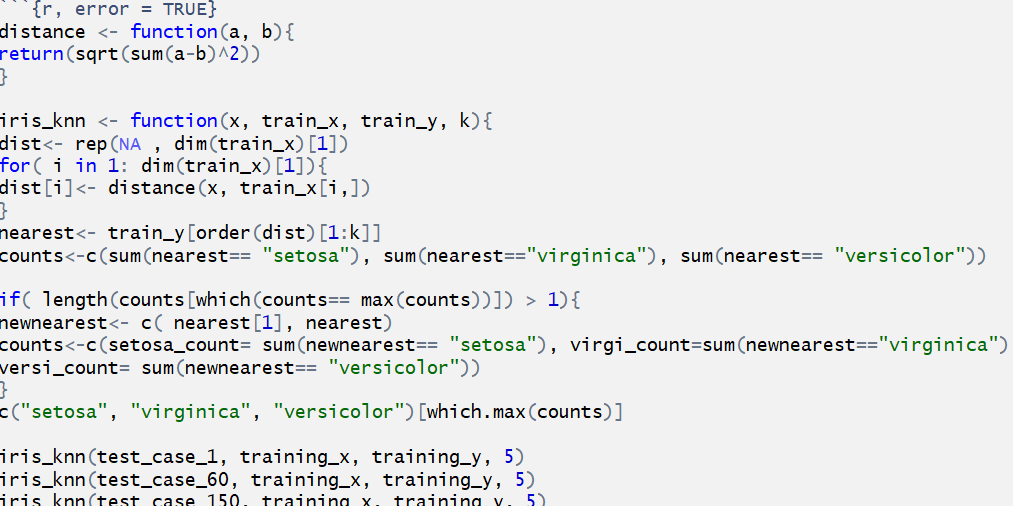 ```{r, error = TRUE}
distance <- function(a, b){
return(sqrt(sum(a-b)^2))
}
iris_knn <- function(x, train_x, train_y, k){
dist<- rep(NA , dim(train_x)[1])
for( i in 1: dim(train_x)[1]){
dist[i]<- distance(x, train_x[i,])
}
nearest<- train_y[order(dist)[1:k]]
counts<-c(sum(nearest== "setosa"), sum(nearest=="virginica"), sum(nearest== "versicolor"))
if( length(counts[which(counts== max(counts))]) > 1){
newnearest<- c( nearest[1], nearest)
counts<-c(setosa_count= sum(newnearest== "setosa"), virgi_count=sum(newnearest=="virginica")
versi_count= sum(newnearest== "versicolor"))
}
c("setosa", "virginica", "versicolor")[which.max(counts)]
iris_knn(test_case_1, training_x, training_y, 5)
iris_knn(test_case_60, training_x, training_y, 5)
iris_knn(test_case_150, training_x, training_y, 5)